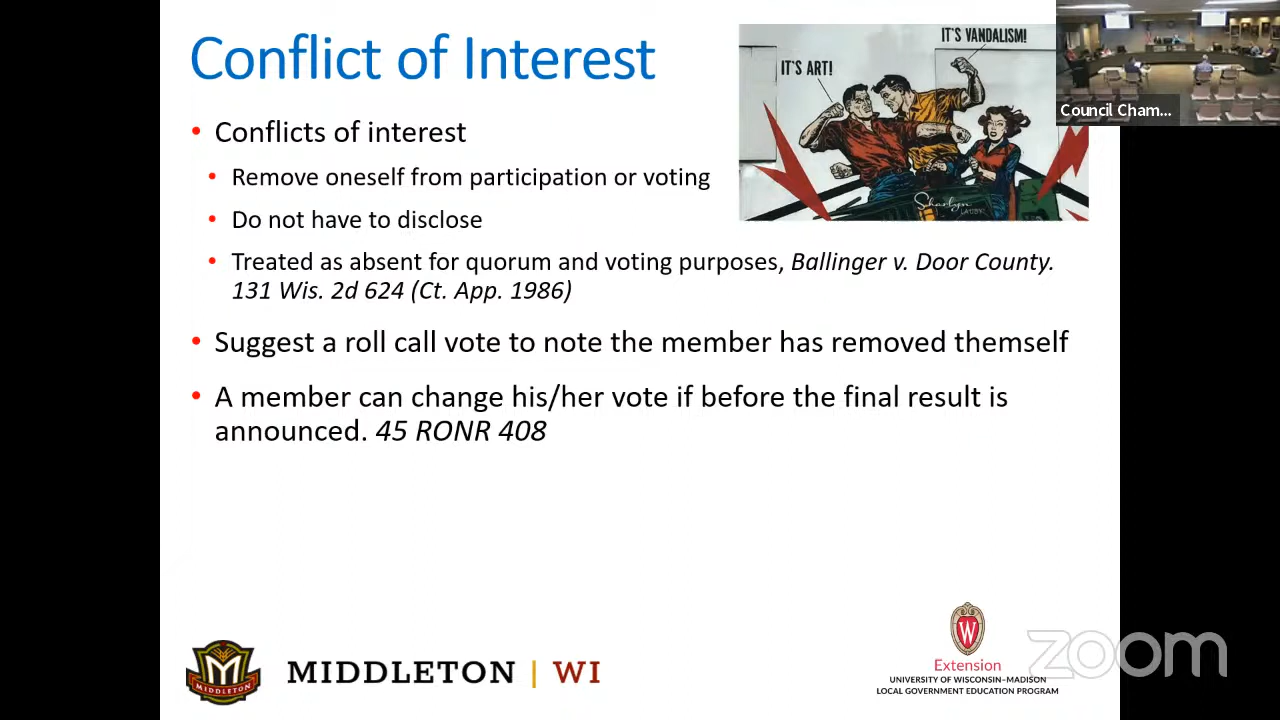 Conflict of Interest
IT'S VANDALISM!
IT'S ART!
Council Cham...
• Conflicts of interest
• Remove oneself from participation or voting
• Do not have to disclose
Sharlyn
LAUBY
• Treated as absent for quorum and voting purposes, Ballinger v. Door County.
131 Wis. 2d 624 (Ct. App. 1986)
• Suggest a roll call vote to note the member has removed themself
• A member can change his/her vote if before the final result is
announced. 45 RONR 408
M
MIDDLETON
MIDDLETON | WI
W
Extension
UNIVERSITY OF WISCONSIN–MADISON
LOCAL GOVERNMENT EDUCATION PROGRAM
zoom